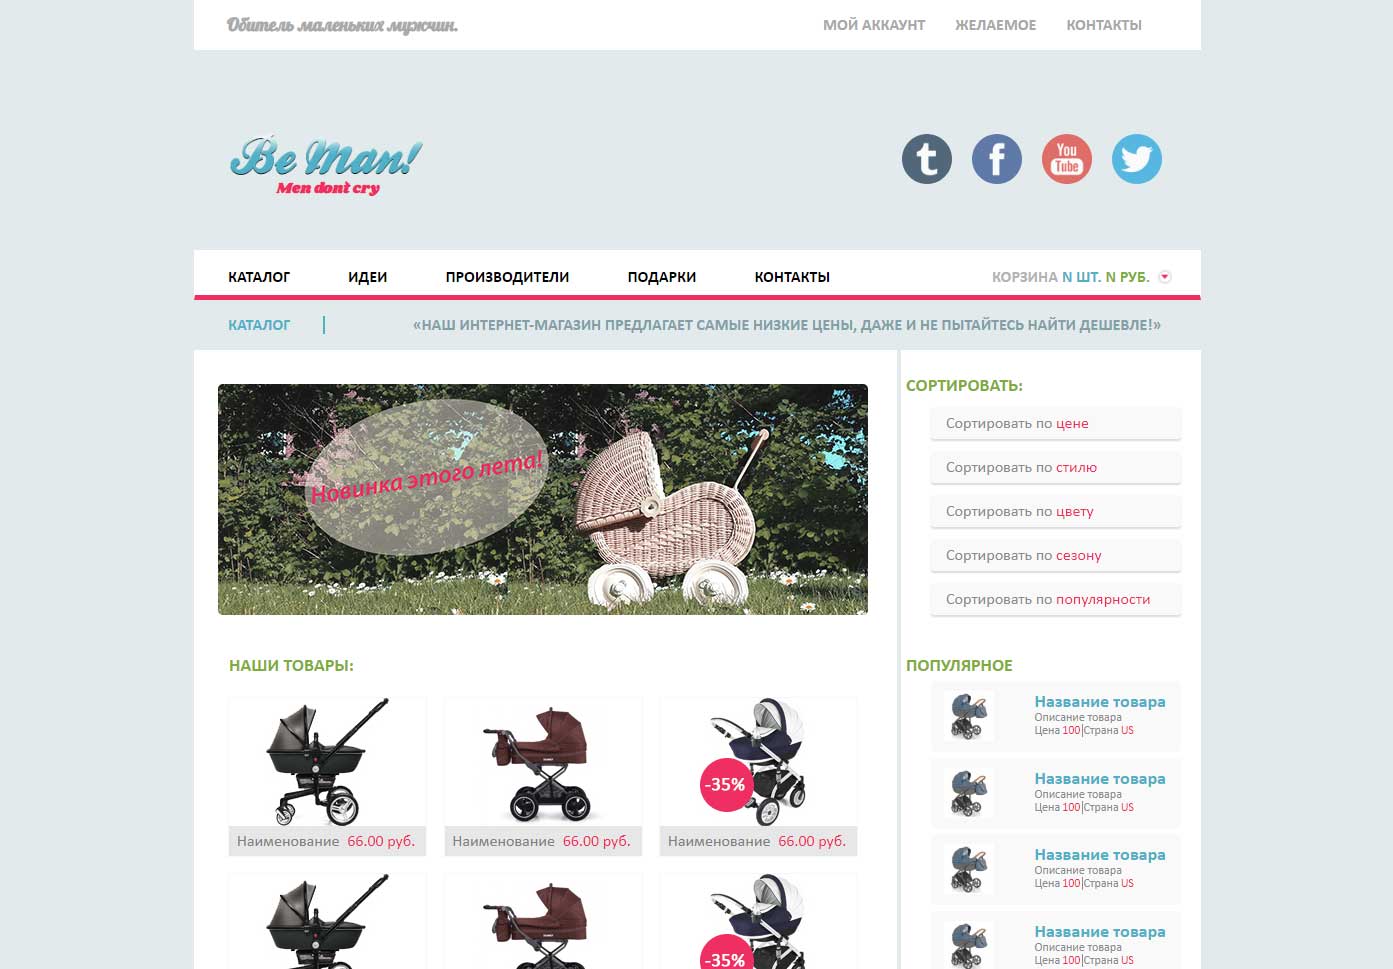 Обитель маленьких мужчин.
МОЙ АККАУНТ ЖЕЛАЕМОЕ КОНТАКТЫ
Be Man!
Men dont cry
t f You Tube
КАТАЛОГ ИДЕИ ПРОИЗВОДИТЕЛИ ПОДАРКИ КОНТАКТЫ КОРЗИНА N ШТ. N РУБ.
КАТАЛОГ «НАШ ИНТЕРНЕТ-МАГАЗИН ПРЕДЛАГАЕТ САМЫЕ НИЗКИЕ ЦЕНЫ, ДАЖЕ И НЕ ПЫТАЙТЕСЬ НАЙТИ ДЕШЕВЛЕ!»
Новинка этого лета!
СОРТИРОВАТЬ:
Сортировать по цене
Сортировать по стилю
Сортировать по цвету
Сортировать по сезону
Сортировать по популярности
НАШИ ТОВАРЫ:
-35%
Наименование 66.00 руб.
Наименование 66.00 руб.
Наименование 66.00 руб.
-35%
ПОПУЛЯРНОЕ
Название товара
Описание товара
Цена 100|Страна US
Название товара
Описание товара
Цена 100|Страна US
Название товара
Описание товара
Цена 100|Страна US
Название товара
Описание товара
Цена 100|Страна US